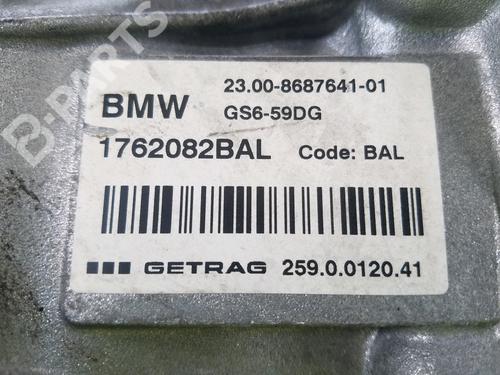 B-PARTS
BMW
23.00-8687641-01
GS6-59DG
1762082BAL Code: BAL
GETRAG 259.0.0120.41